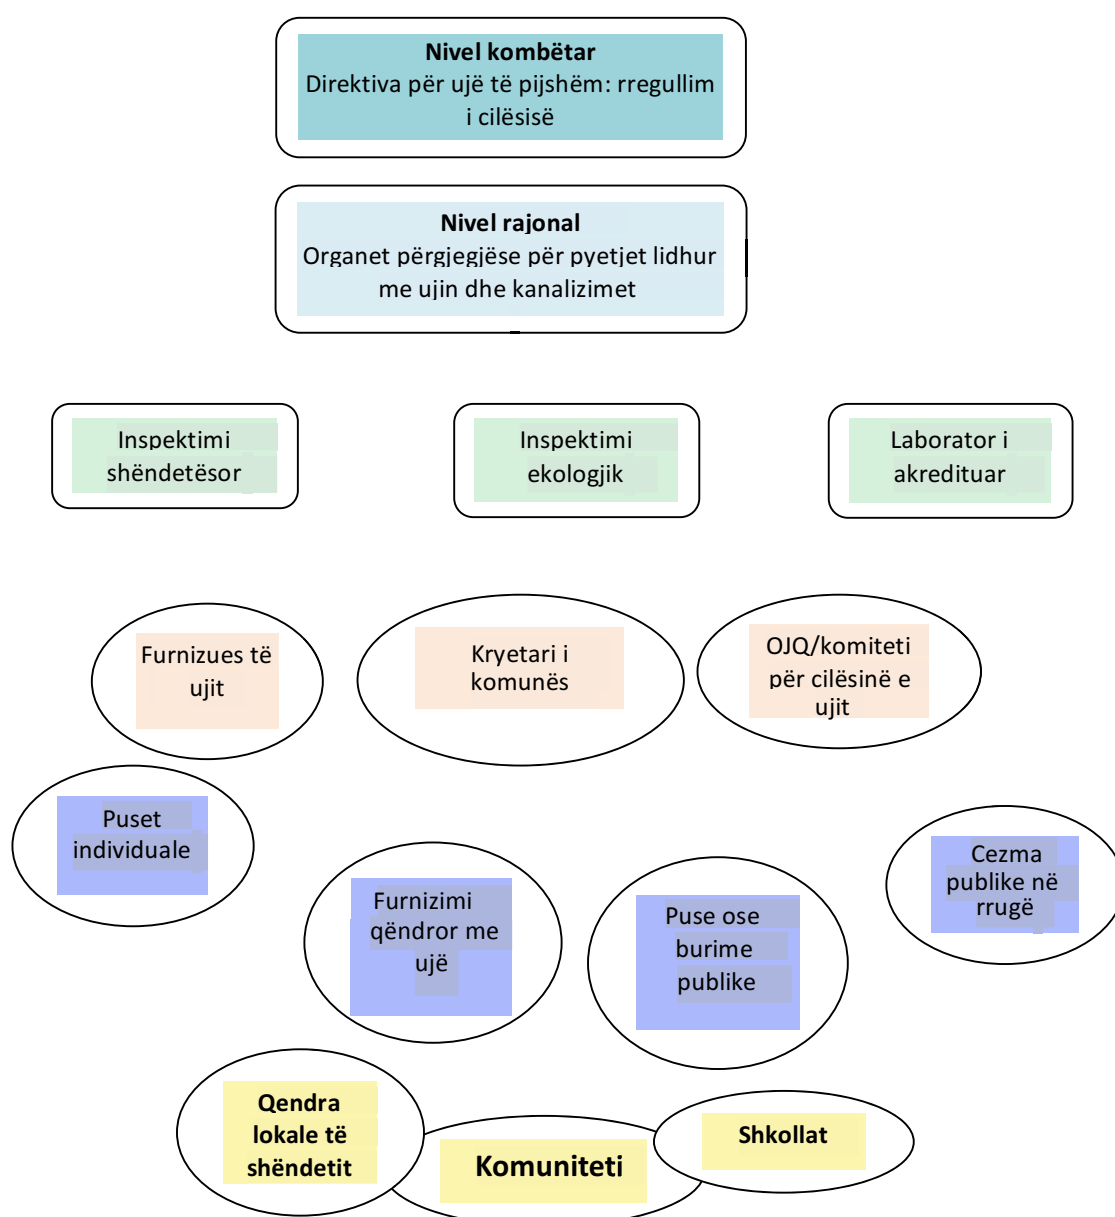 Nivel kombëtar
Direktiva për ujë të pijshëm: rregullim
i cilësisë
Nivel rajonal
Organet përgjegjëse për pyetjet lidhur
me ujin dhe kanalizimet
Inspektimi
shëndetësor
Inspektimi
ekologjik
Laborator i
akredituar
Furnizues të
ujit
Kryetari i
komunës
OJQ/komiteti
për cilësinë e
ujit
Puset
individuale
Furnizimi
qëndror me
ujë
Puse ose
burime
publike
Cezma
publike në
rrugë
Qendra
lokale të
shëndetit
Komuniteti
Shkollat